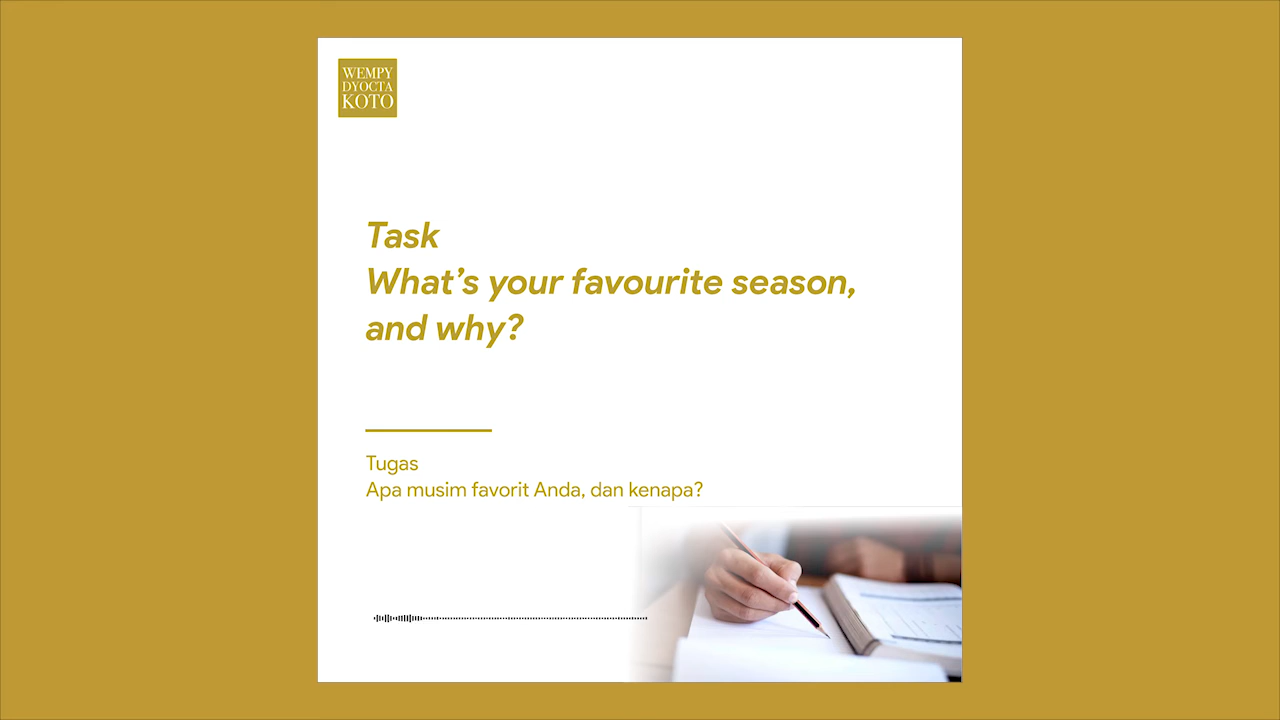 WEMPY
DYOCTA
KOTO
Task
What's your favourite season,
and why?
Tugas
Apa musim favorit Anda, dan kenapa?